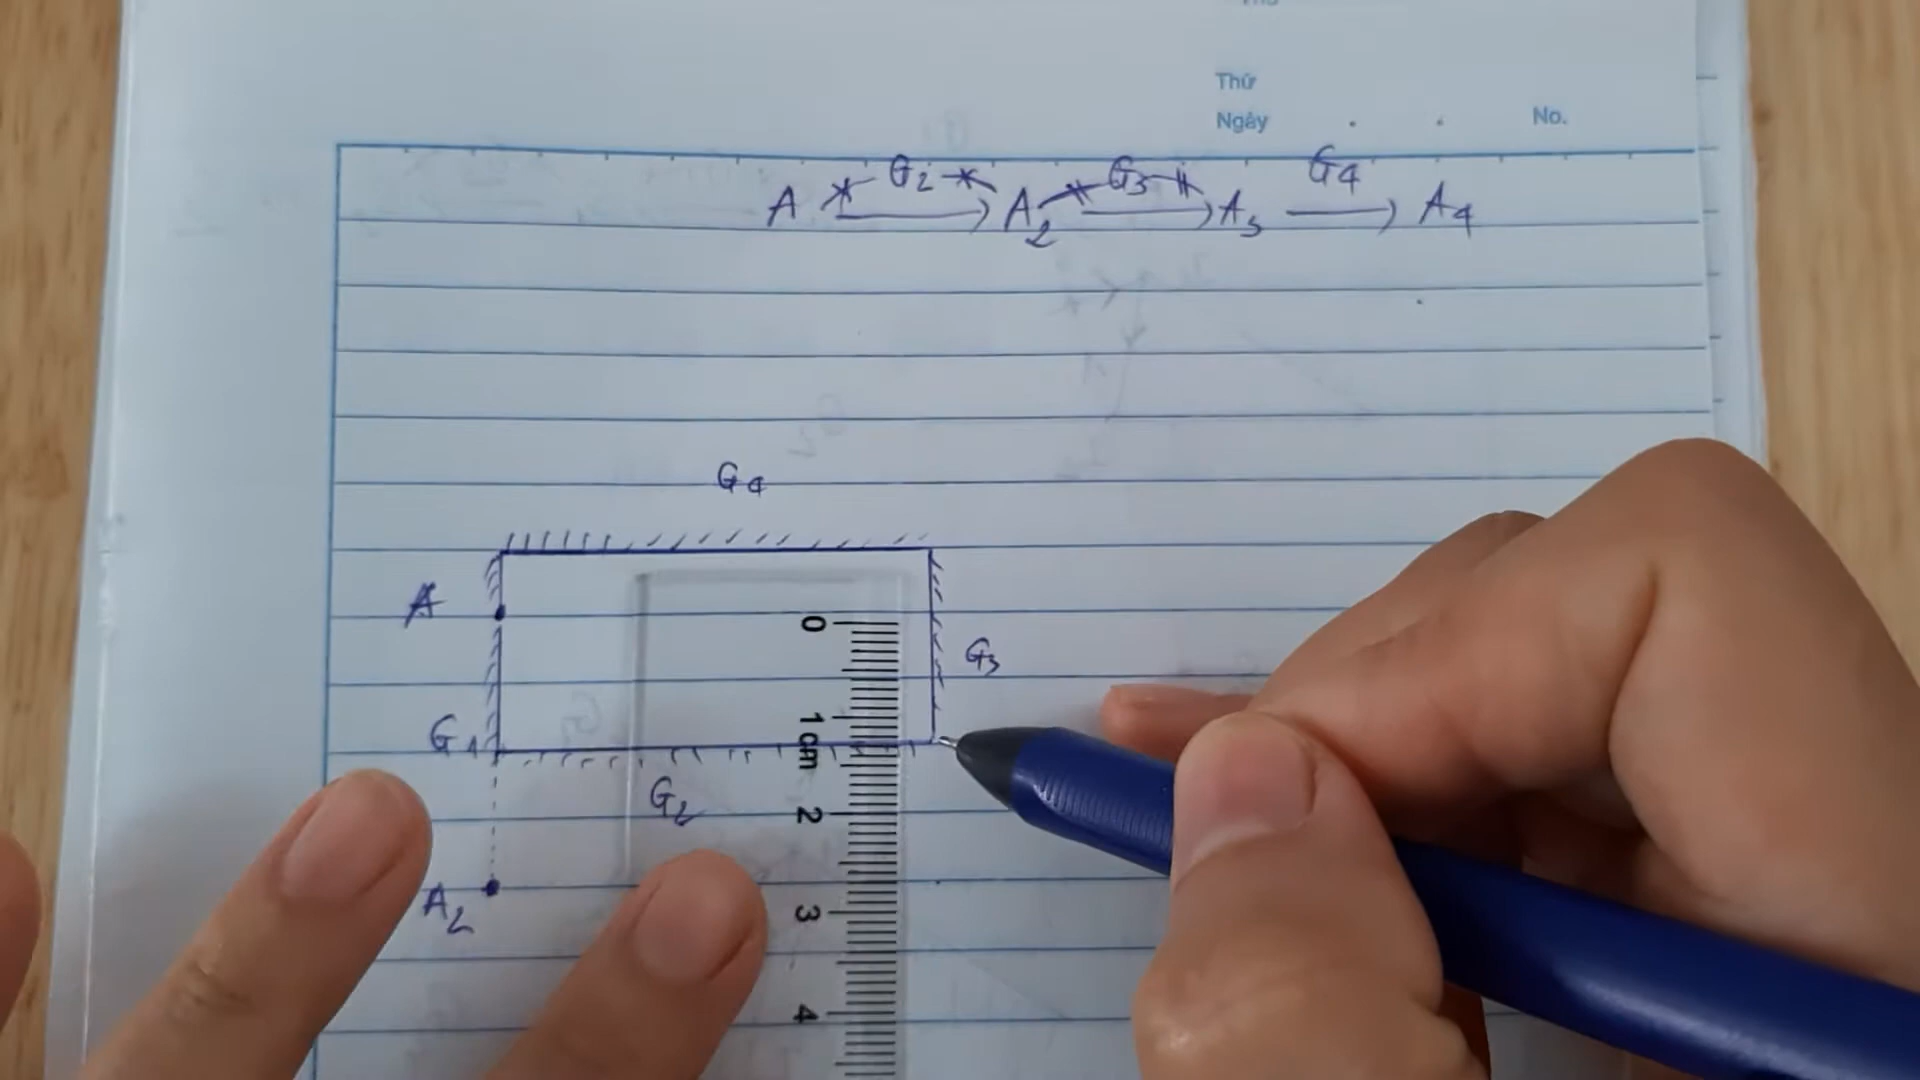 Thứ
Ngày . . No.
G2 G3 G4
A A2 A3 A4
G4
A
0
G3
1cm
G1
G2
2
A2
3
4